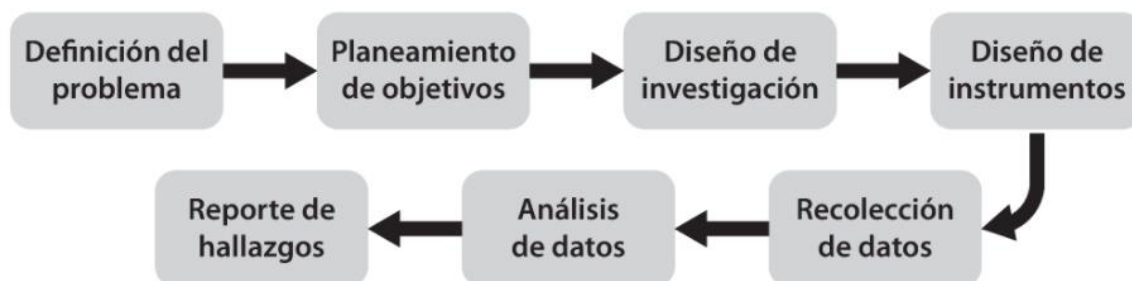 Definición del
problema
Planeamiento
de objetivos
Diseño de
investigación
Diseño de
instrumentos
Recolección
de datos
Análisis
de datos
Reporte de
hallazgos